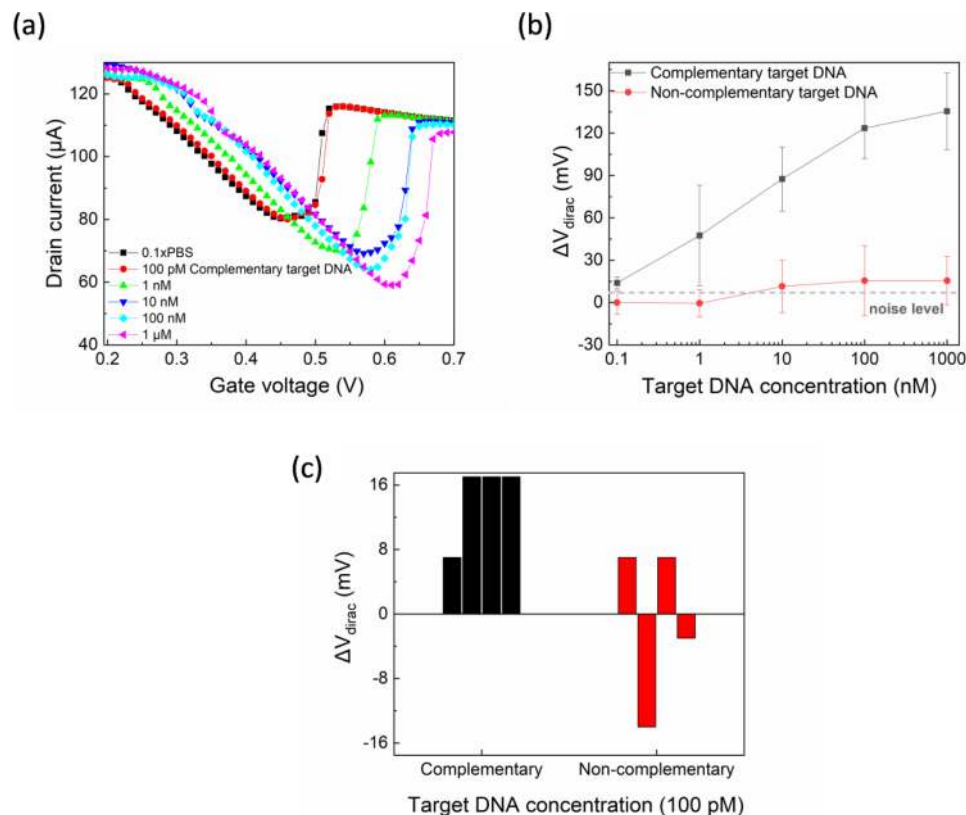 (a)
Drain current (µA)
120
100
80
60
40
0.1xPBS
100 pM Complementary target DNA
1 nM
10 nM
100 nM
1 µM
0.2 0.3 0.4 0.5 0.6 0.7
Gate voltage (V)
(b)
ΔVdirac (mV)
150
120
90
60
30
0
-30
Complementary target DNA
Non-complementary target DNA
noise level
0.1 1 10 100 1000
Target DNA concentration (nM)
(c)
ΔVdirac (mV)
16
8
0
-8
-16
Complementary Non-complementary
Target DNA concentration (100 pM)